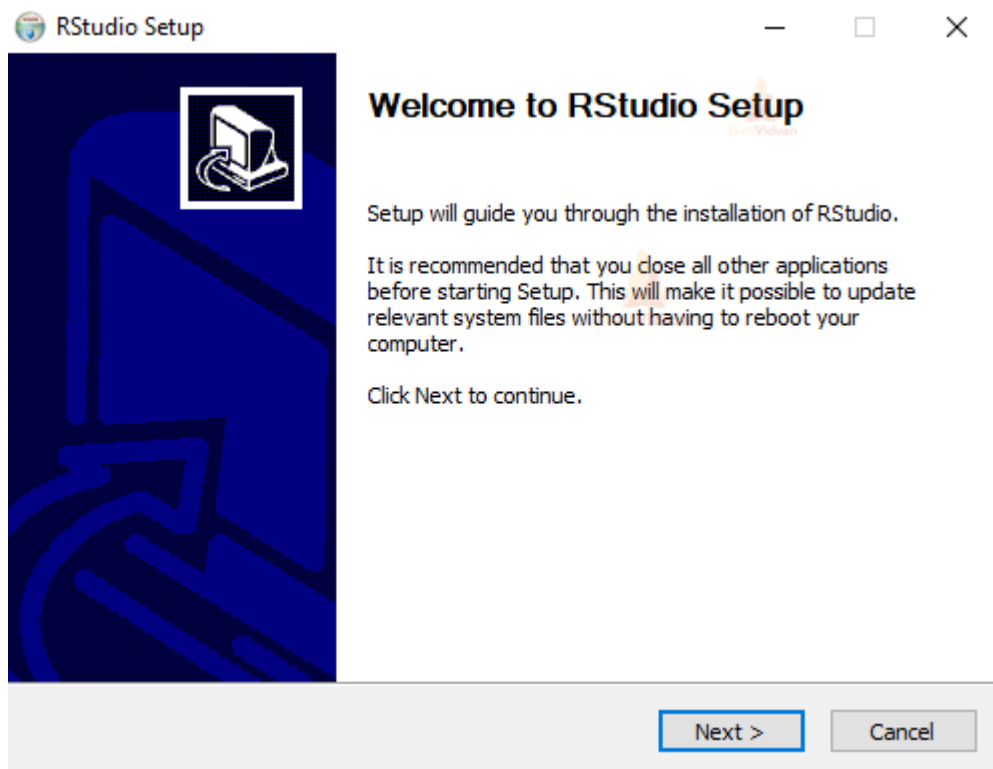 RStudio Setup
Welcome to RStudio Setup
TechVidvan
Setup will guide you through the installation of RStudio.
It is recommended that you close all other applications
before starting Setup. This will make it possible to update
relevant system files without having to reboot your
computer.
Click Next to continue.
Next >
Cancel